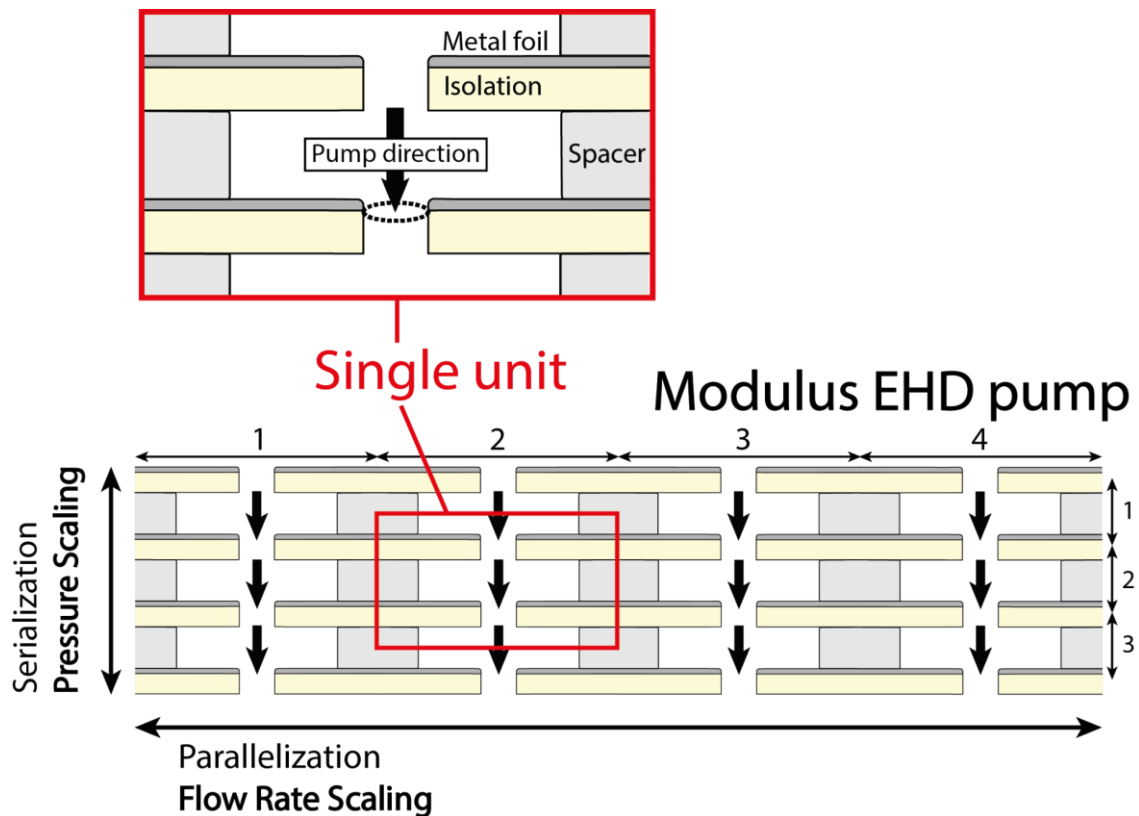 Metal foil
Isolation
Pump direction
Spacer
Single unit
Modulus EHD pump
1 2 3 4
Serialization
Pressure Scaling
1
2
3
Parallelization
Flow Rate Scaling